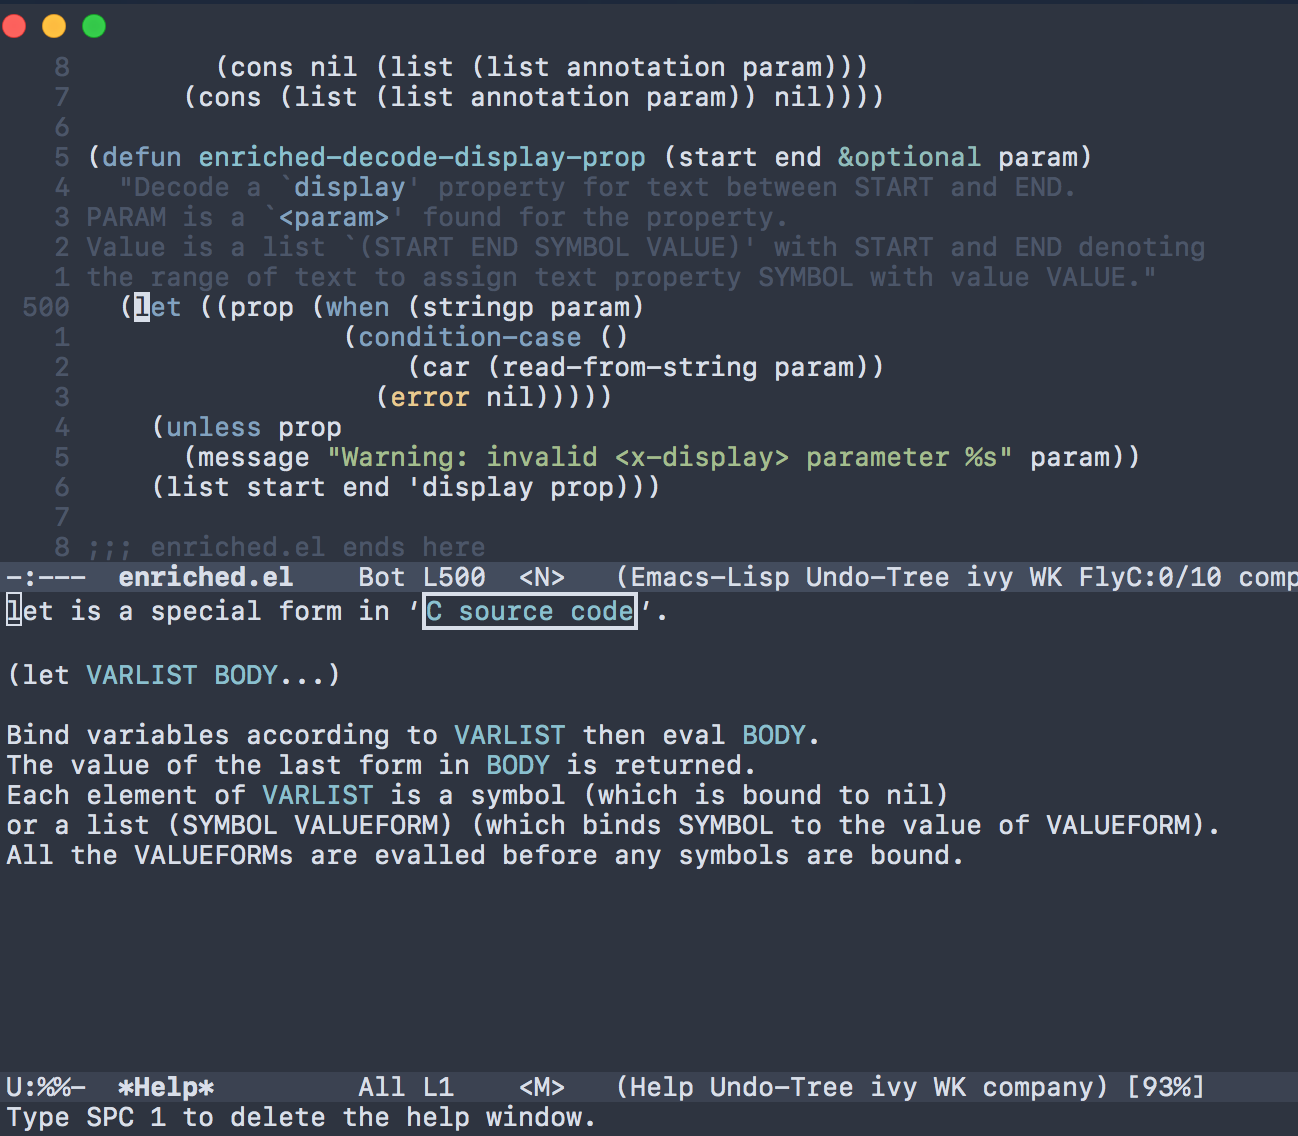 8         (cons nil (list (list annotation param)))
7       (cons (list (list annotation param)) nil))))
6
5 (defun enriched-decode-display-prop (start end &optional param)
4   "Decode a `display' property for text between START and END.
3 PARAM is a `<param>' found for the property.
2 Value is a list `(START END SYMBOL VALUE)' with START and END denoting
1 the range of text to assign text property SYMBOL with value VALUE."
500   (let ((prop (when (stringp param)
1                 (condition-case ()
2                     (car (read-from-string param))
3                   (error nil)))))
4     (unless prop
5       (message "Warning: invalid <x-display> parameter %s" param))
6     (list start end 'display prop)))
7
8 ;;; enriched.el ends here
-:---  enriched.el    Bot L500  <N>   (Emacs-Lisp Undo-Tree ivy WK FlyC:0/10 comp
let is a special form in ‘C source code’.
(let VARLIST BODY...)
Bind variables according to VARLIST then eval BODY.
The value of the last form in BODY is returned.
Each element of VARLIST is a symbol (which is bound to nil)
or a list (SYMBOL VALUEFORM) (which binds SYMBOL to the value of VALUEFORM).
All the VALUEFORMs are evalled before any symbols are bound.
U:%%-  *Help*         All L1    <M>   (Help Undo-Tree ivy WK company) [93%]
Type SPC 1 to delete the help window.